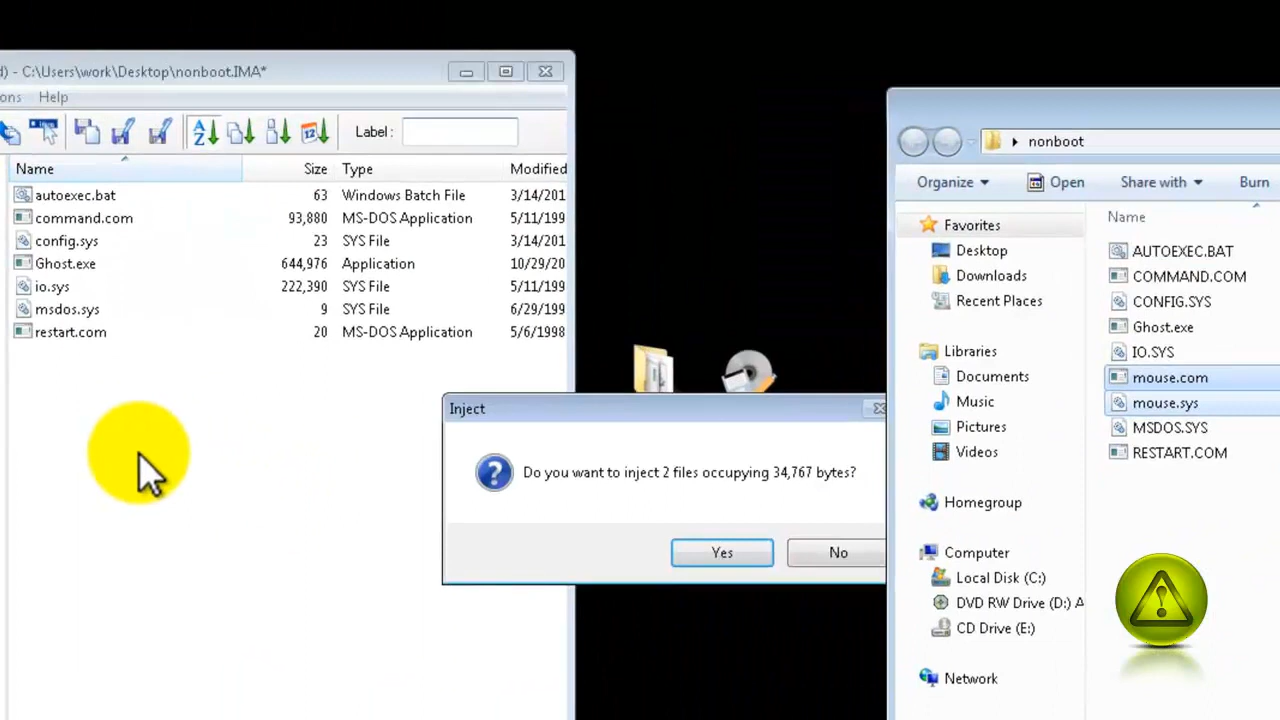 d) - C:\Users\work\Desktop\nonboot.IMA*
ons Help
Label :
Name Size Type Modified
autoexec.bat 63 Windows Batch File 3/14/201
command.com 93,880 MS-DOS Application 5/11/199
config.sys 23 SYS File 3/14/201
Ghost.exe 644,976 Application 10/29/20
io.sys 222,390 SYS File 5/11/199
msdos.sys 9 SYS File 6/29/199
restart.com 20 MS-DOS Application 5/6/1998
Inject
Do you want to inject 2 files occupying 34,767 bytes?
Yes No
nonboot
Organize Open Share with Burn
Favorites
Desktop
Downloads
Recent Places
Libraries
Documents
Music
Pictures
Videos
Homegroup
Computer
Local Disk (C:)
DVD RW Drive (D:) A
CD Drive (E:)
Network
Name
AUTOEXEC.BAT
COMMAND.COM
CONFIG.SYS
Ghost.exe
IO.SYS
mouse.com
mouse.sys
MSDOS.SYS
RESTART.COM